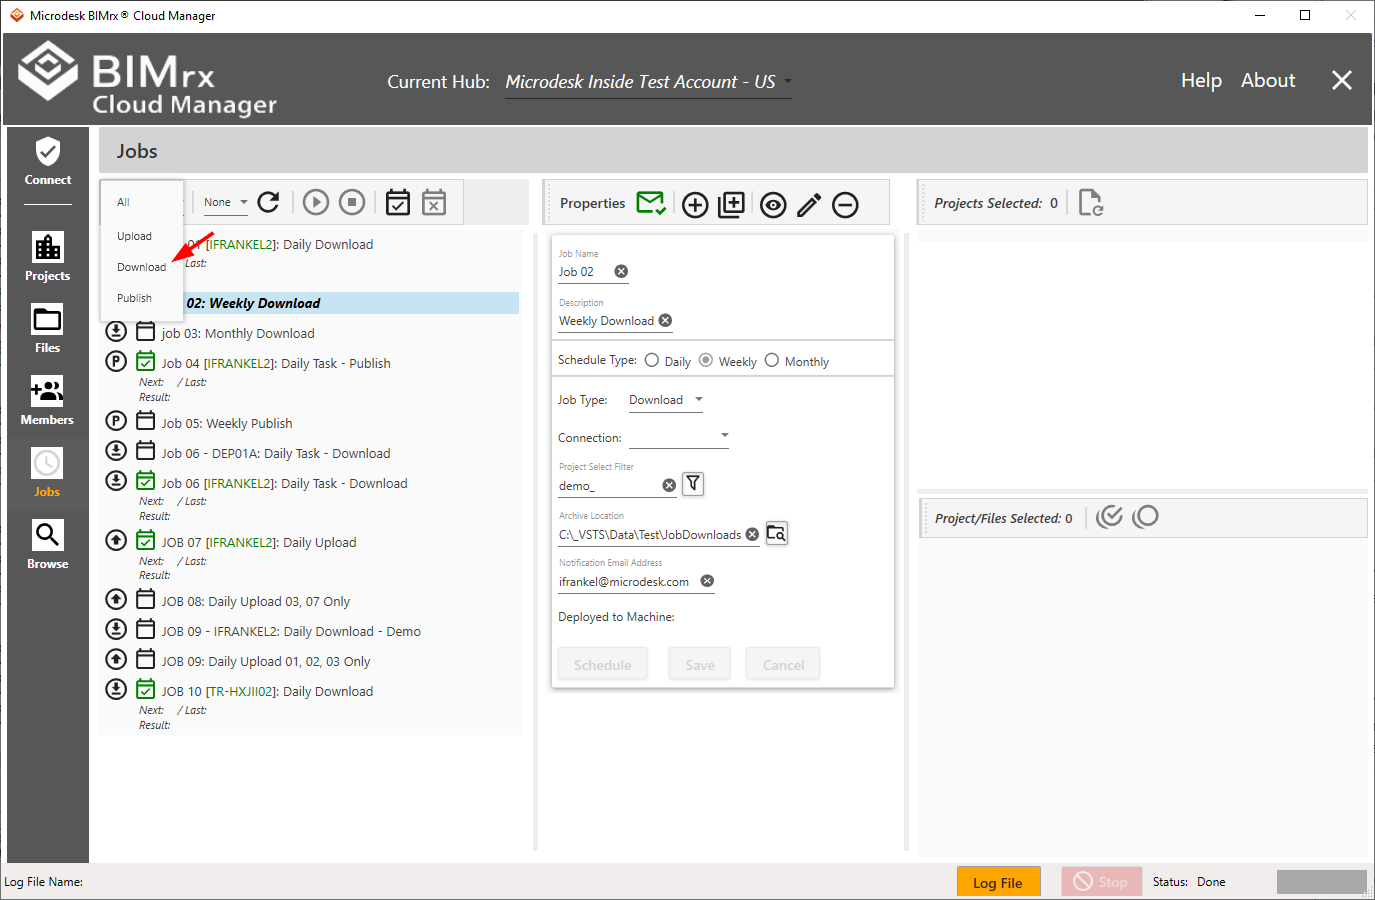 Microdesk BIMrx® Cloud Manager
BIMrx
Cloud Manager
Current Hub: Microdesk Inside Test Account - US
Help About
Connect
Projects
Files
Members
Jobs
Browse
Jobs
All
Upload
Download
Publish
None
[IFRANKEL2]: Daily Download
Last:
02: Weekly Download
job 03: Monthly Download
Job 04 [IFRANKEL2]: Daily Task - Publish
Next: / Last:
Result:
Job 05: Weekly Publish
Job 06 - DEP01A: Daily Task - Download
Job 06 [IFRANKEL2]: Daily Task - Download
Next: / Last:
Result:
JOB 07 [IFRANKEL2]: Daily Upload
Next: / Last:
Result:
JOB 08: Daily Upload 03, 07 Only
JOB 09 - IFRANKEL2: Daily Download - Demo
JOB 09: Daily Upload 01, 02, 03 Only
JOB 10 [TR-HXJII02]: Daily Download
Next: / Last:
Result:
Properties
Job Name
Job 02
Description
Weekly Download
Schedule Type: Daily Weekly Monthly
Job Type: Download
Connection:
Project Select Filter
demo_
Archive Location
C:\_VSTS\Data\Test\JobDownloads
Notification Email Address
ifrankel@microdesk.com
Deployed to Machine:
Schedule Save Cancel
Projects Selected: 0
Project/Files Selected: 0
Log File Name:
Log File
Stop
Status: Done